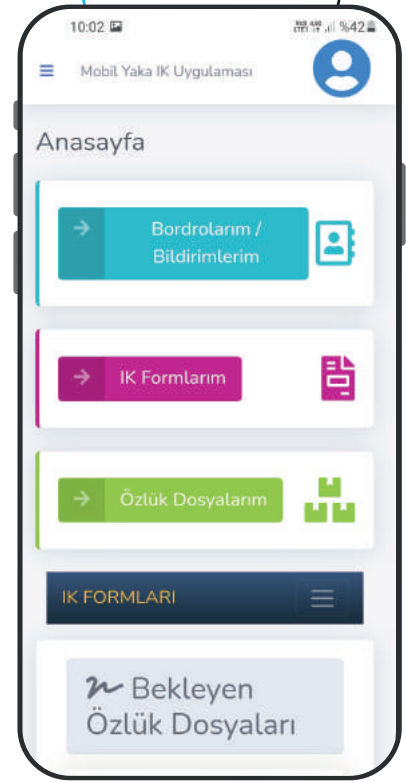 10:02
%42
Mobil Yaka IK Uygulaması
Anasayfa
Bordrolarım /
Bildirimlerim
IK Formlarım
Özlük Dosyalarım
IK FORMLARI
Bekleyen
Özlük Dosyaları